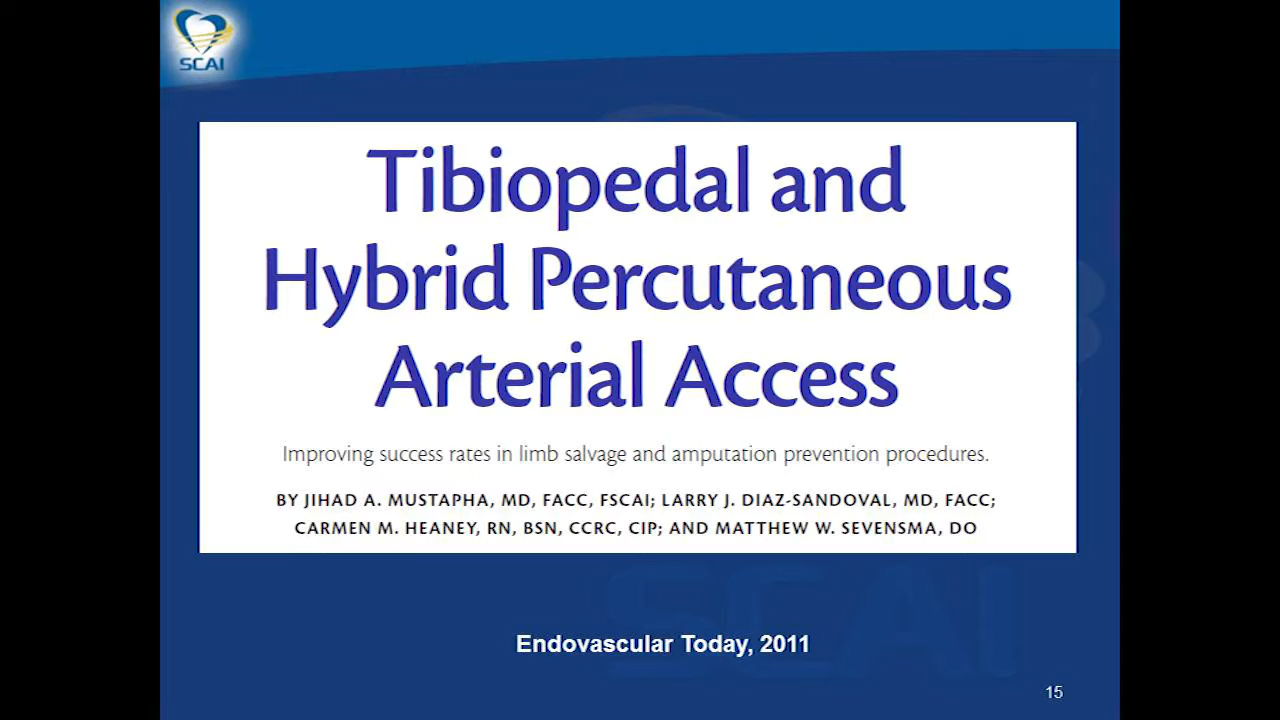 SCAI
Tibiopedal and
Hybrid Percutaneous
Arterial Access
Improving success rates in limb salvage and amputation prevention procedures.
BY JIHAD A. MUSTAPHA, MD, FACC, FSCAI; LARRY J. DIAZ-SANDOVAL, MD, FACC;
CARMEN M. HEANEY, RN, BSN, CCRC, CIP; AND MATTHEW W. SEVENSMA, DO
SCAI
Endovascular Today, 2011
15